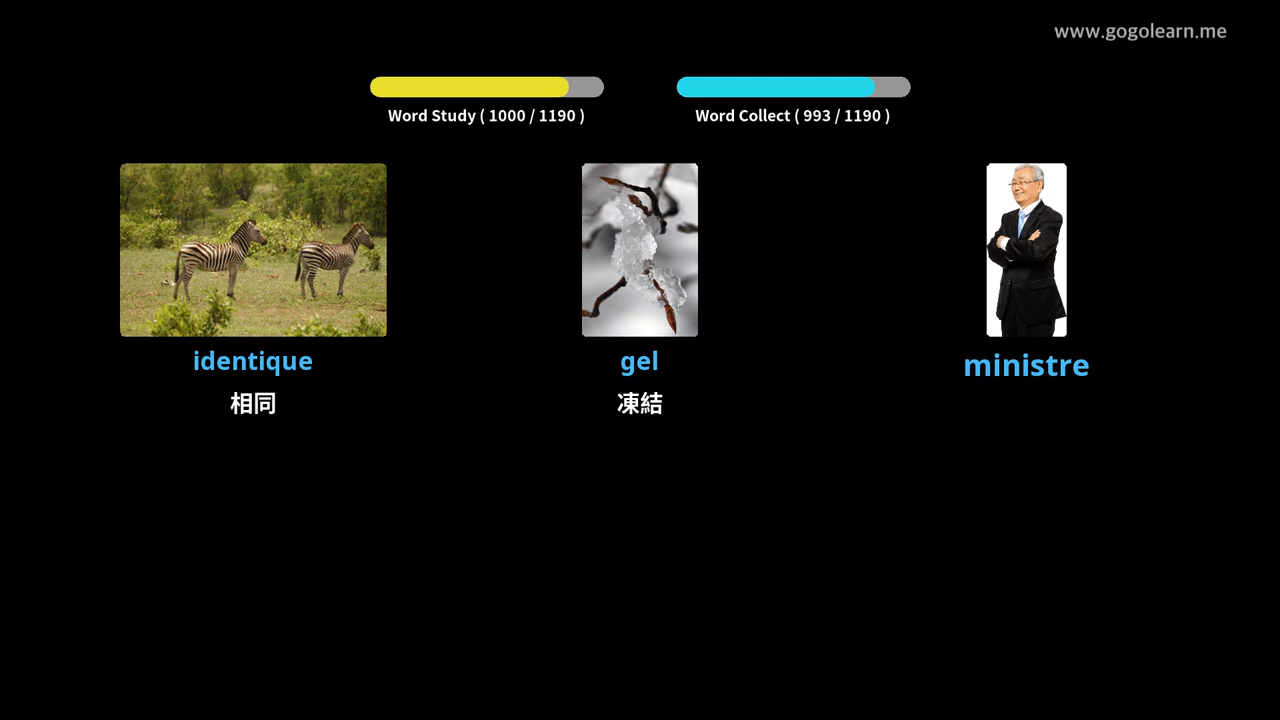 www.gogolearn.me
Word Study ( 1000 / 1190 )
Word Collect ( 993 / 1190 )
identique
相同
gel
凍結
ministre